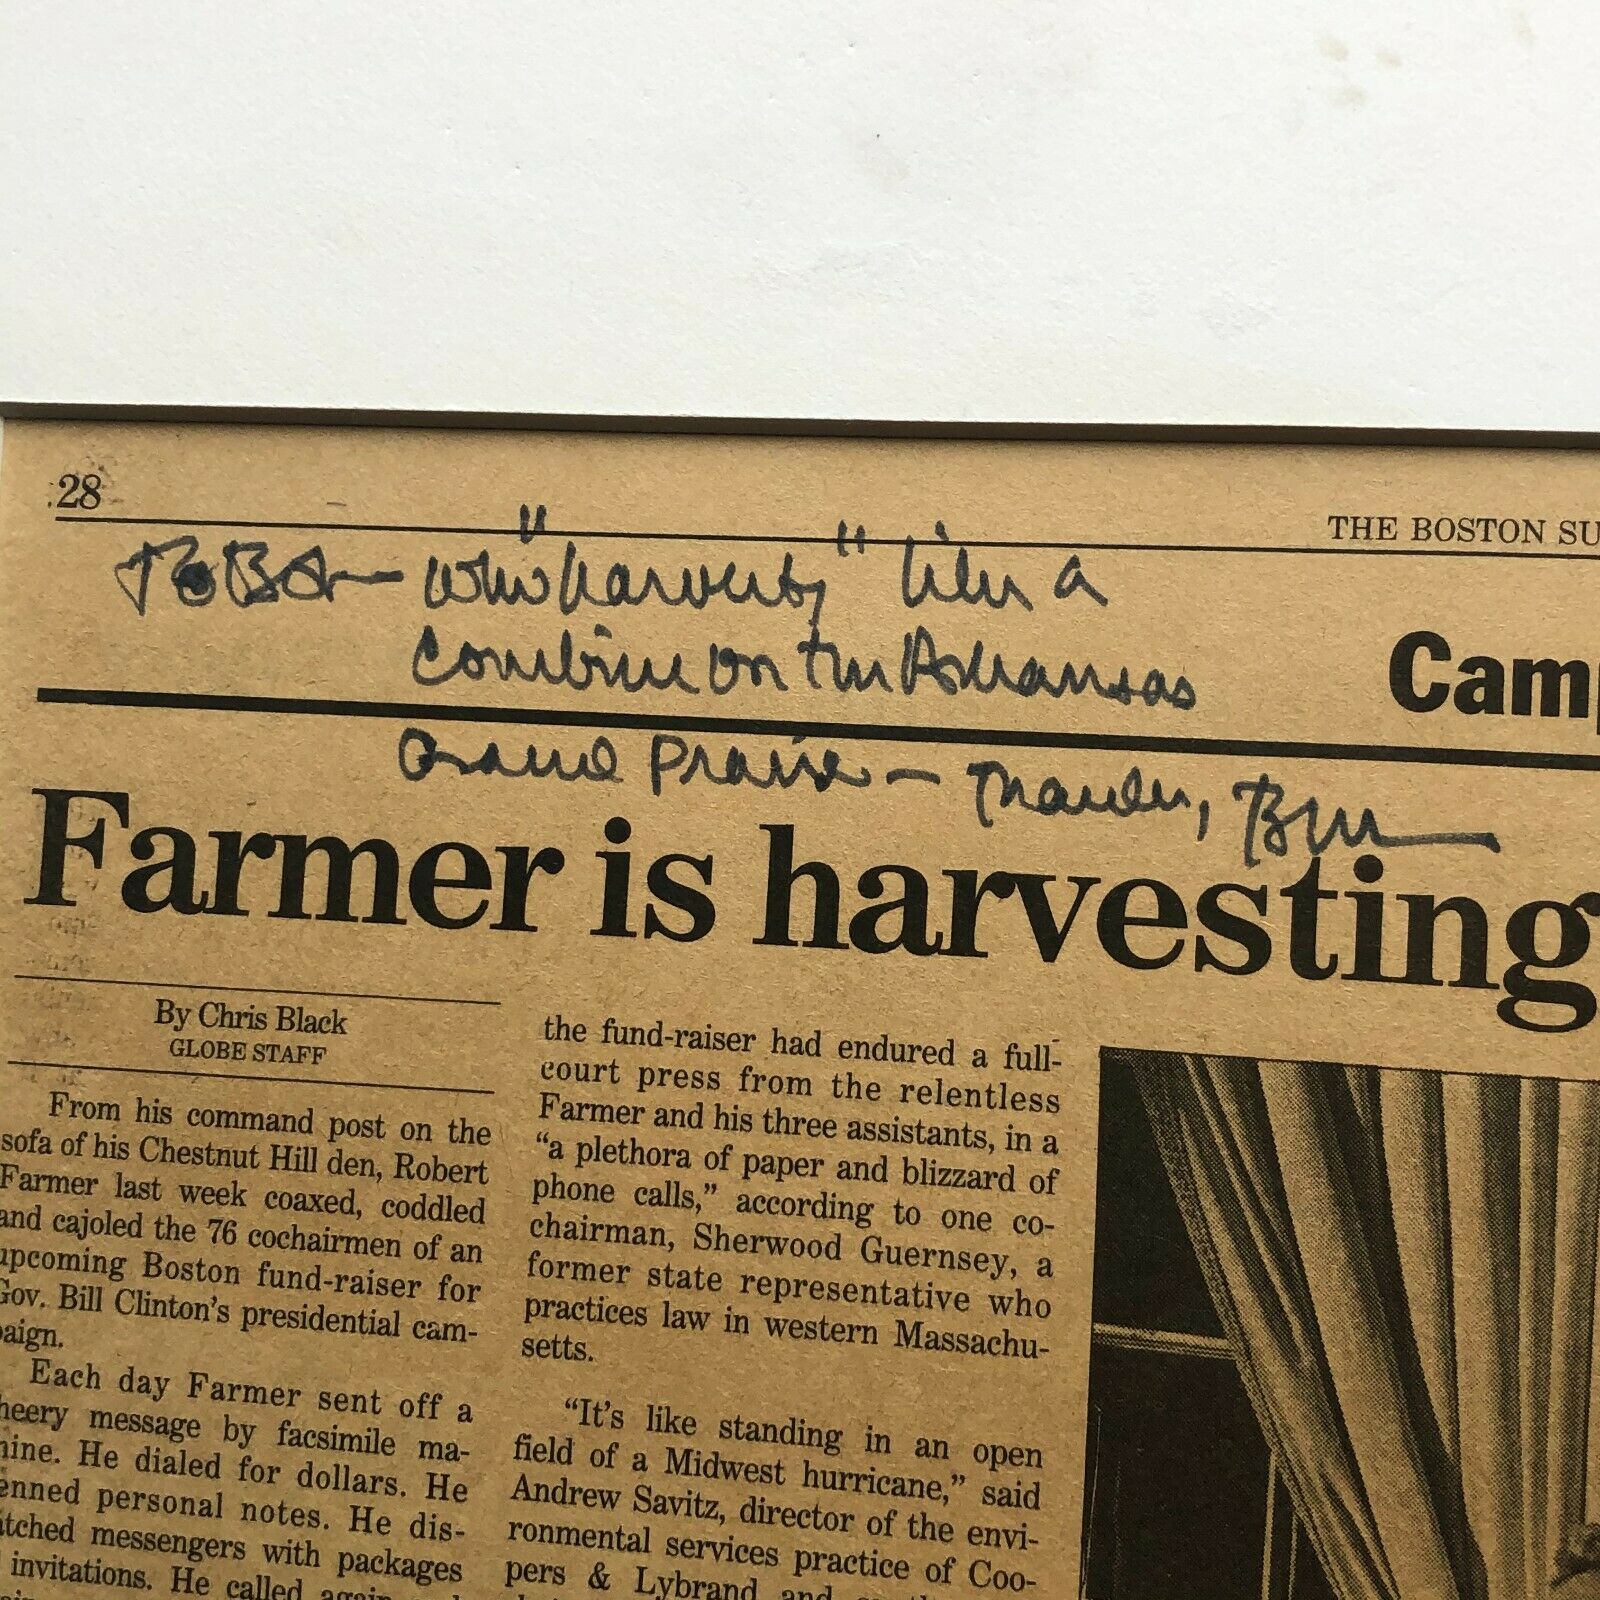 28
THE BOSTON SU
To Bob — who "harvests" like a
combine on the Arkansas
Grand Prairie — Thanks, Bill
Cam
Farmer is harvesting
By Chris Black
GLOBE STAFF
From his command post on the
sofa of his Chestnut Hill den, Robert
Farmer last week coaxed, coddled
and cajoled the 76 cochairmen of an
upcoming Boston fund-raiser for
Gov. Bill Clinton's presidential cam-
paign.
Each day Farmer sent off a
heery message by facsimile ma-
hine. He dialed for dollars. He
enned personal notes. He dis-
atched messengers with packages
invitations. He called again
the fund-raiser had endured a full-
court press from the relentless
Farmer and his three assistants, in a
“a plethora of paper and blizzard of
phone calls,” according to one co-
chairman, Sherwood Guernsey, a
former state representative who
practices law in western Massachu-
setts.
“It's like standing in an open
field of a Midwest hurricane,” said
Andrew Savitz, director of the envi-
ronmental services practice of Coo-
pers & Lybrand and